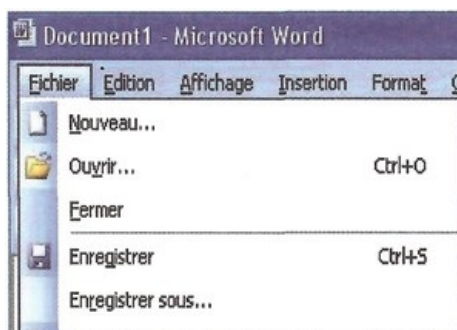 Document1 - Microsoft Word
Fichier Edition Affichage Insertion Format
Nouveau...
Ouvrir... Ctrl+O
Fermer
Enregistrer Ctrl+S
Enregistrer sous...